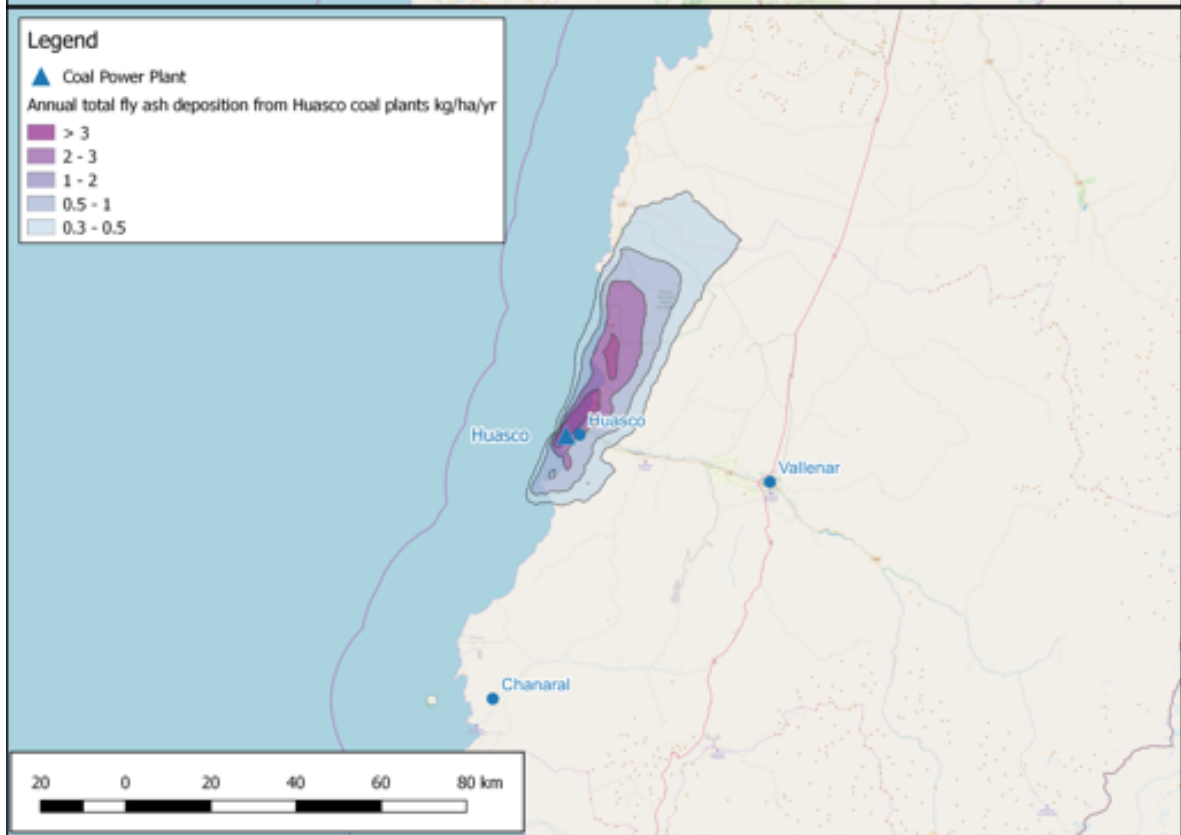 Legend
Coal Power Plant
Annual total fly ash deposition from Huasco coal plants kg/ha/yr
> 3
2 - 3
1 - 2
0.5 - 1
0.3 - 0.5
Huasco
Huasco
Vallenar
Chanaral
20 0 20 40 60 80 km